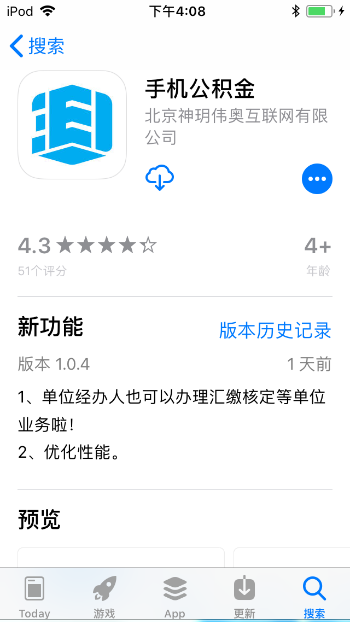 iPod 下午4:08
搜索
手机公积金
北京神玥伟奥互联网有限
公司
4.3 4+
51个评分 年龄
新功能 版本历史记录
版本 1.0.4 1 天前
1、单位经办人也可以办理汇缴核定等单位
业务啦！
2、优化性能。
预览
Today 游戏 App 更新 搜索